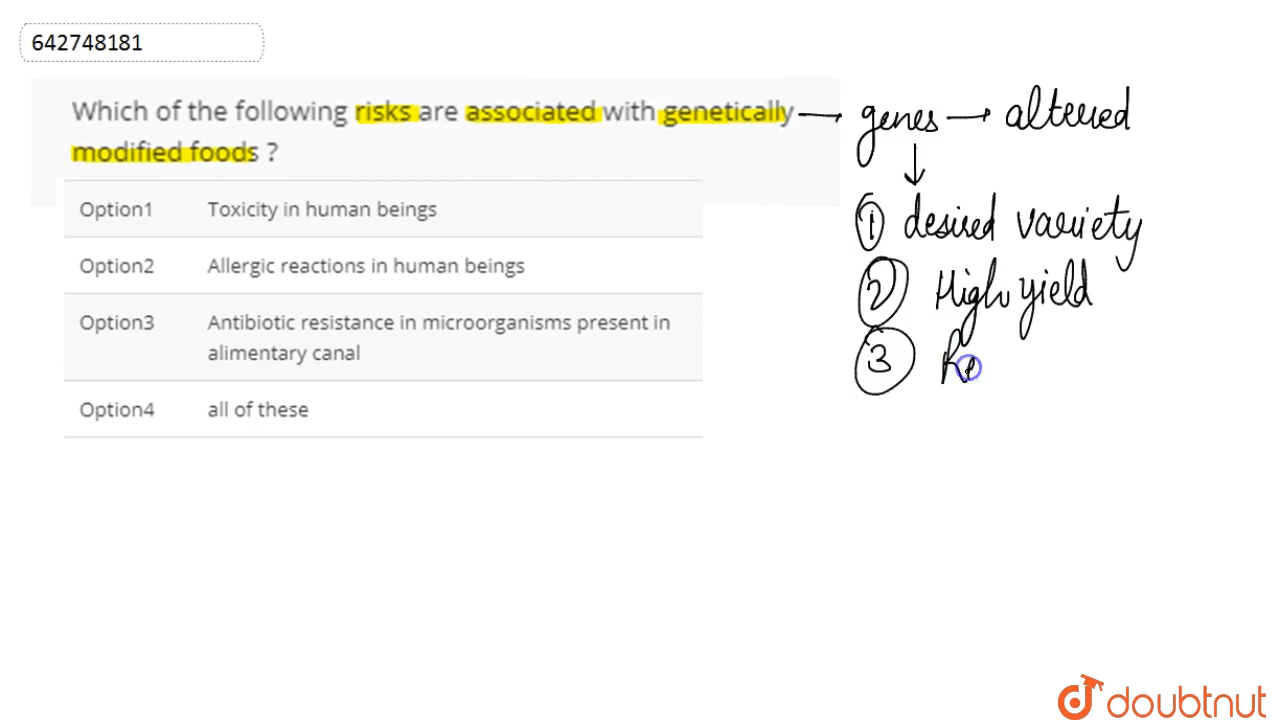 642748181
Which of the following risks are associated with genetically → genes → altered
modified foods ?
↓
① desired variety
Option1 Toxicity in human beings
Option2 Allergic reactions in human beings
② High yield
Option3 Antibiotic resistance in microorganisms present in
alimentary canal
③ Re
Option4 all of these
doubtnut